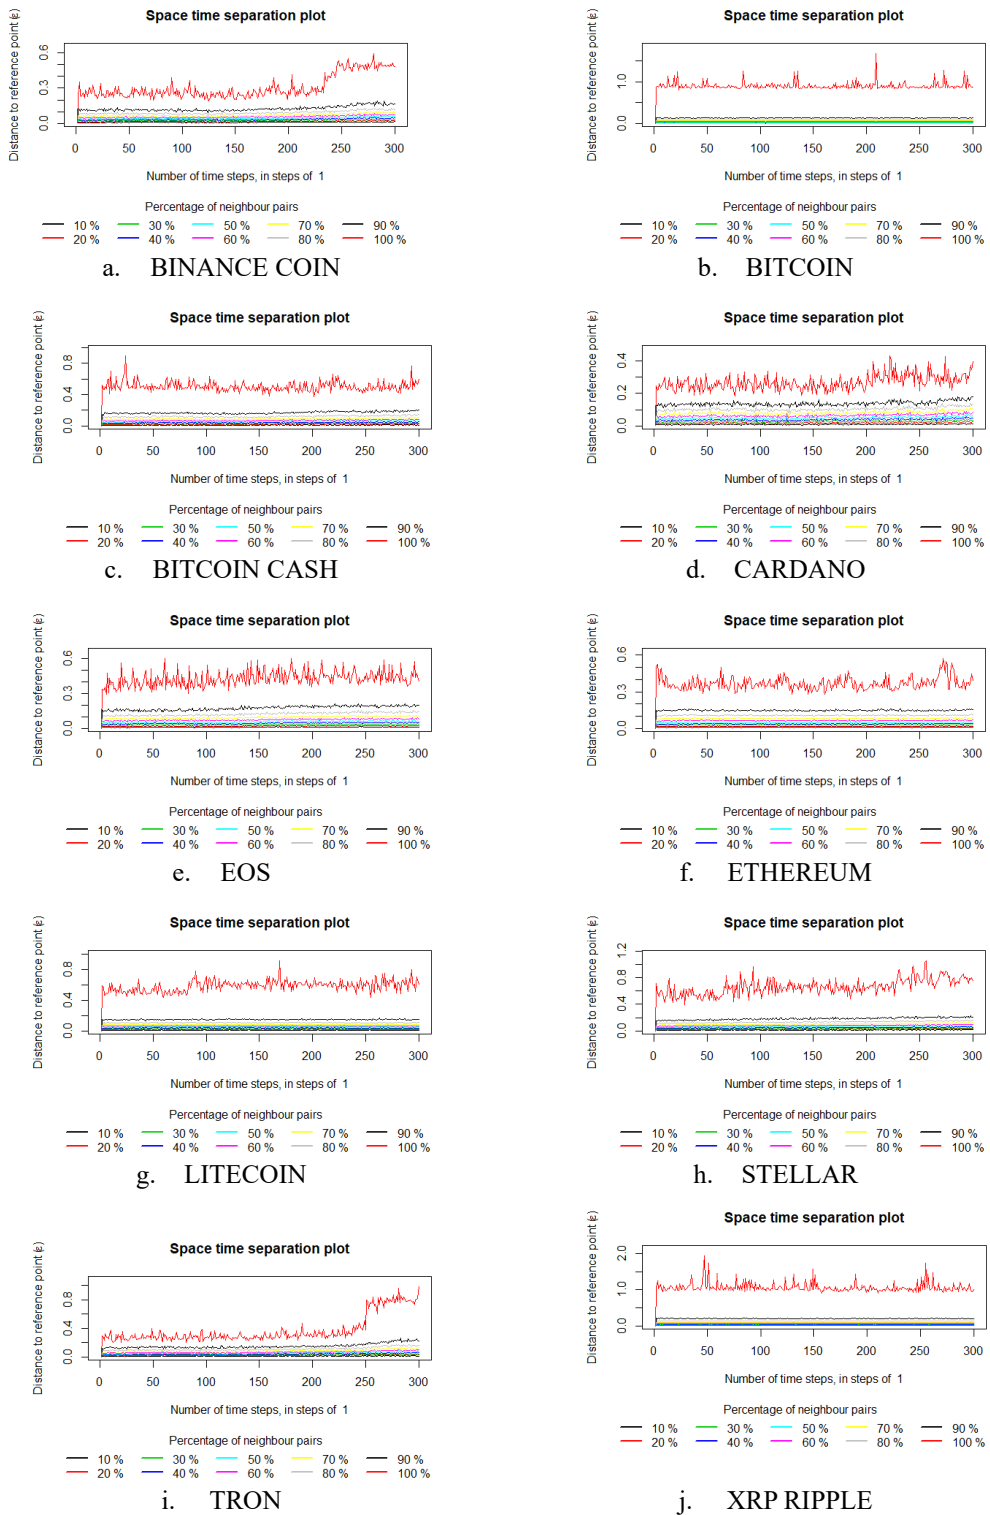 Space time separation plot
Distance to reference point (ε)
0.0 0.3 0.6
0 50 100 150 200 250 300
Number of time steps, in steps of 1
Percentage of neighbour pairs
10 % 30 % 50 % 70 % 90 %
20 % 40 % 60 % 80 % 100 %
a. BINANCE COIN
Space time separation plot
Distance to reference point (ε)
0.0 1.0
0 50 100 150 200 250 300
Number of time steps, in steps of 1
Percentage of neighbour pairs
10 % 30 % 50 % 70 % 90 %
20 % 40 % 60 % 80 % 100 %
b. BITCOIN
Space time separation plot
Distance to reference point (ε)
0.0 0.4 0.8
0 50 100 150 200 250 300
Number of time steps, in steps of 1
Percentage of neighbour pairs
10 % 30 % 50 % 70 % 90 %
20 % 40 % 60 % 80 % 100 %
c. BITCOIN CASH
Space time separation plot
Distance to reference point (ε)
0.0 0.2 0.4
0 50 100 150 200 250 300
Number of time steps, in steps of 1
Percentage of neighbour pairs
10 % 30 % 50 % 70 % 90 %
20 % 40 % 60 % 80 % 100 %
d. CARDANO
Space time separation plot
Distance to reference point (ε)
0.0 0.3 0.6
0 50 100 150 200 250 300
Number of time steps, in steps of 1
Percentage of neighbour pairs
10 % 30 % 50 % 70 % 90 %
20 % 40 % 60 % 80 % 100 %
e. EOS
Space time separation plot
Distance to reference point (ε)
0.0 0.3 0.6
0 50 100 150 200 250 300
Number of time steps, in steps of 1
Percentage of neighbour pairs
10 % 30 % 50 % 70 % 90 %
20 % 40 % 60 % 80 % 100 %
f. ETHEREUM
Space time separation plot
Distance to reference point (ε)
0.0 0.4 0.8
0 50 100 150 200 250 300
Number of time steps, in steps of 1
Percentage of neighbour pairs
10 % 30 % 50 % 70 % 90 %
20 % 40 % 60 % 80 % 100 %
g. LITECOIN
Space time separation plot
Distance to reference point (ε)
0.0 0.4 0.8 1.2
0 50 100 150 200 250 300
Number of time steps, in steps of 1
Percentage of neighbour pairs
10 % 30 % 50 % 70 % 90 %
20 % 40 % 60 % 80 % 100 %
h. STELLAR
Space time separation plot
Distance to reference point (ε)
0.0 0.4 0.8
0 50 100 150 200 250 300
Number of time steps, in steps of 1
Percentage of neighbour pairs
10 % 30 % 50 % 70 % 90 %
20 % 40 % 60 % 80 % 100 %
i. TRON
Space time separation plot
Distance to reference point (ε)
0.0 1.0 2.0
0 50 100 150 200 250 300
Number of time steps, in steps of 1
Percentage of neighbour pairs
10 % 30 % 50 % 70 % 90 %
20 % 40 % 60 % 80 % 100 %
j. XRP RIPPLE